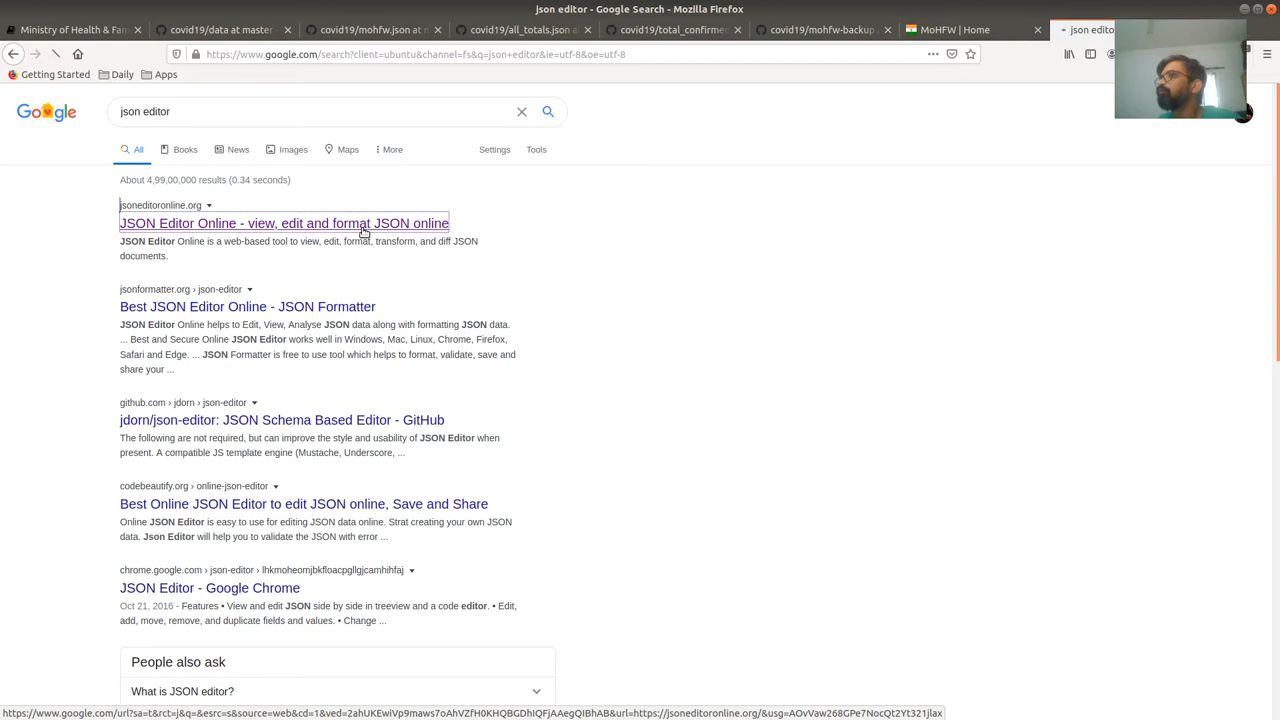 json editor - Google Search - Mozilla Firefox
Ministry of Health & Fam
covid19/data at master
covid19/mohfw.json at m
covid19/all_totals.json a
covid19/total_confirmed
covid19/mohfw-backup
MoHFW | Home
json edito
https://www.google.com/search?client=ubuntu&channel=fs&q=json+editor&ie=utf-8&oe=utf-8
Getting Started
Daily
Apps
Google
json editor
All
Books
News
Images
Maps
More
Settings
Tools
About 4,99,00,000 results (0.34 seconds)
jsoneditoronline.org
JSON Editor Online - view, edit and format JSON online
JSON Editor Online is a web-based tool to view, edit, format, transform, and diff JSON
documents.
jsonformatter.org › json-editor
Best JSON Editor Online - JSON Formatter
JSON Editor Online helps to Edit, View, Analyse JSON data along with formatting JSON data.
... Best and Secure Online JSON Editor works well in Windows, Mac, Linux, Chrome, Firefox,
Safari and Edge. ... JSON Formatter is free to use tool which helps to format, validate, save and
share your ...
github.com › jdorn › json-editor
jdorn/json-editor: JSON Schema Based Editor - GitHub
The following are not required, but can improve the style and usability of JSON Editor when
present. A compatible JS template engine (Mustache, Underscore, ...
codebeautify.org › online-json-editor
Best Online JSON Editor to edit JSON online, Save and Share
Online JSON Editor is easy to use for editing JSON data online. Strat creating your own JSON
data. Json Editor will help you to validate the JSON with error ...
chrome.google.com › json-editor › lhkmoheomjbkfloacpgllgjcamhihfaj
JSON Editor - Google Chrome
Oct 21, 2016 - Features • View and edit JSON side by side in treeview and a code editor. • Edit,
add, move, remove, and duplicate fields and values. • Change ...
People also ask
What is JSON editor?
https://www.google.com/url?sa=t&rct=j&q=&esrc=s&source=web&cd=1&ved=2ahUKEwiVp9maws7oAhVZfH0KHQBGDhIQFjAAegQIBhAB&url=https://jsoneditoronline.org/&usg=AOvVaw268GPe7NocQt2Yt321jlax